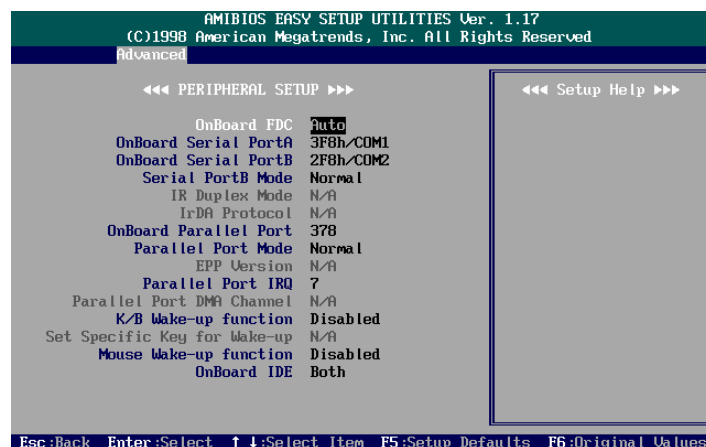 AMIBIOS EASY SETUP UTILITIES Ver. 1.17
(C)1998 American Megatrends, Inc. All Rights Reserved
Advanced
◄◄◄ PERIPHERAL SETUP ►►►
◄◄◄ Setup Help ►►►
OnBoard FDC Auto
OnBoard Serial PortA 3F8h/COM1
OnBoard Serial PortB 2F8h/COM2
Serial PortB Mode Normal
IR Duplex Mode N/A
IrDA Protocol N/A
OnBoard Parallel Port 378
Parallel Port Mode Normal
EPP Version N/A
Parallel Port IRQ 7
Parallel Port DMA Channel N/A
K/B Wake-up function Disabled
Set Specific Key for Wake-up N/A
Mouse Wake-up function Disabled
OnBoard IDE Both
Esc:Back Enter:Select ↑ ↓:Select Item F5:Setup Defaults F6:Original Values